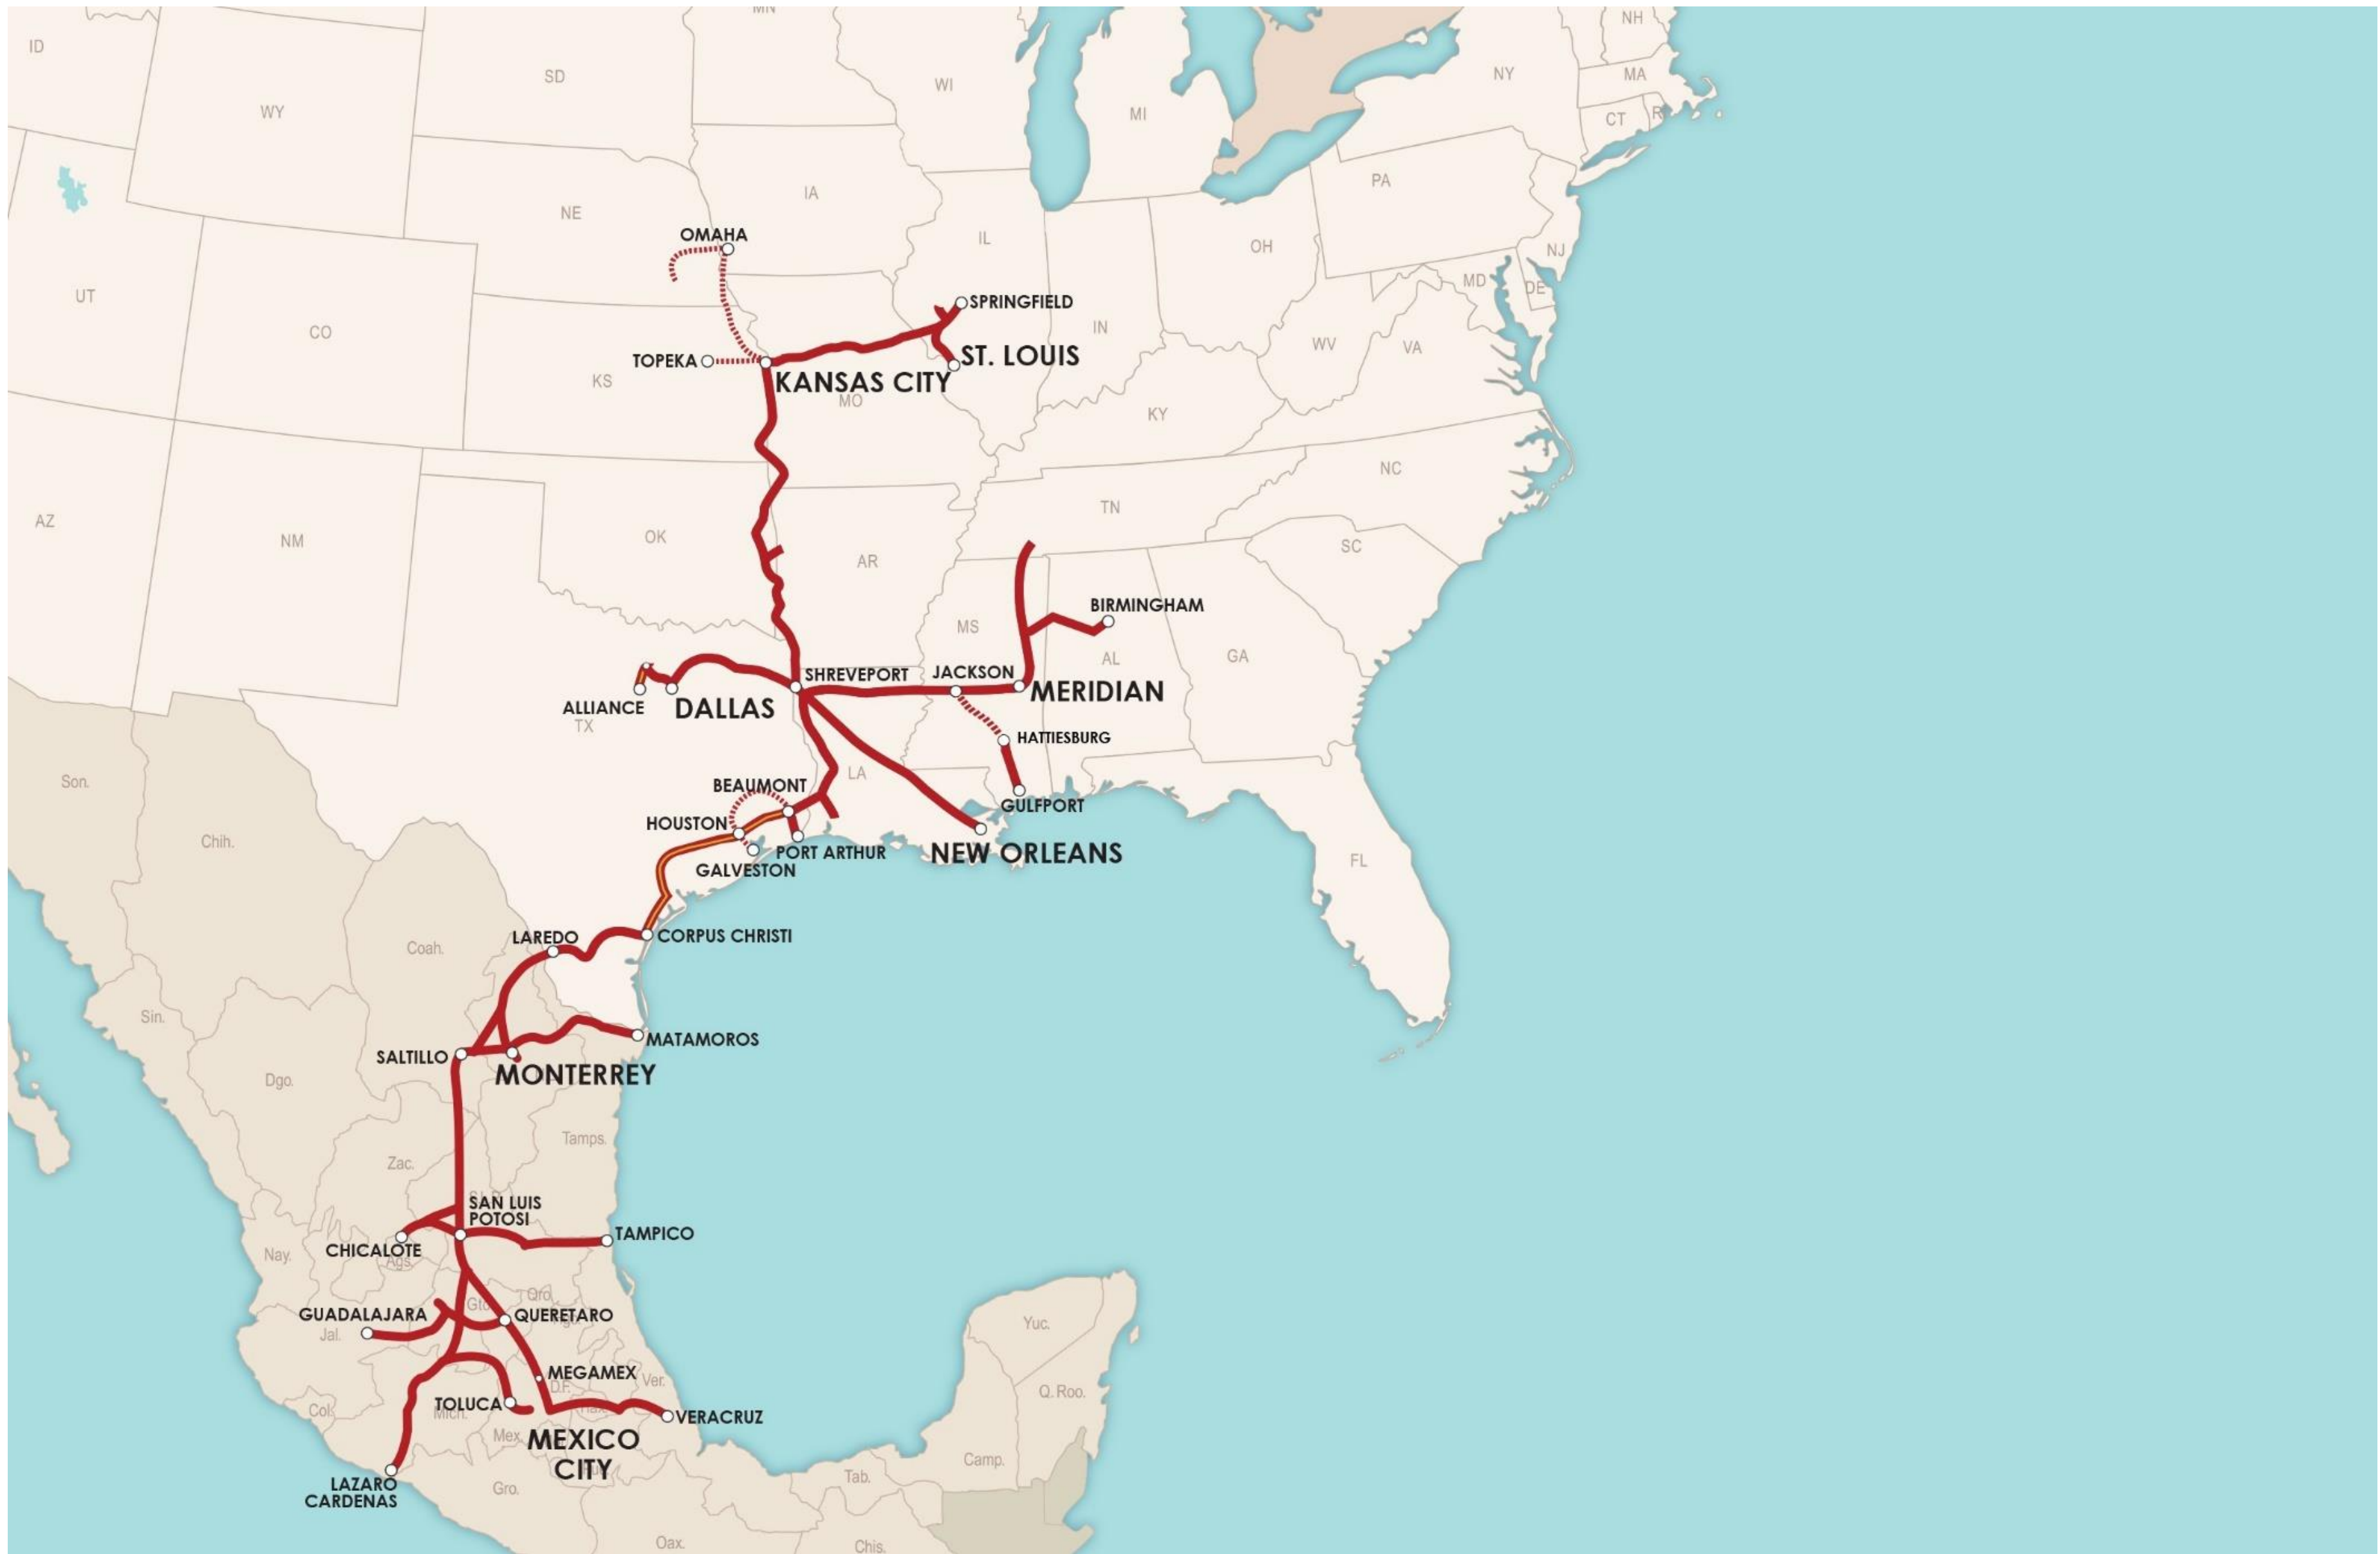 MN
NH
ID
NY
MA
SD
WI
WY
MI
CT
PA
IA
NE
OMAHA
IL
OH
NJ
MD
DE
UT
SPRINGFIELD
CO
IN
WV
VA
TOPEKA
ST. LOUIS
KS
KANSAS CITY
MO
KY
NC
TN
AZ
NM
OK
AR
SC
BIRMINGHAM
MS
AL
GA
SHREVEPORT
JACKSON
MERIDIAN
ALLIANCE
DALLAS
TX
HATTIESBURG
Son.
LA
BEAUMONT
GULFPORT
HOUSTON
Chih.
PORT ARTHUR
NEW ORLEANS
FL
GALVESTON
LAREDO
CORPUS CHRISTI
Coah.
Sin.
MATAMOROS
SALTILLO
MONTERREY
Dgo.
Tamps.
Zac.
SAN LUIS
POTOSI
TAMPICO
CHICALOTE
Nay.
Ags.
Qro.
Gto.
GUADALAJARA
QUERETARO
Jal.
Yuc.
MEGAMEX
D.F.
Ver.
Q. Roo.
TOLUCA
Col.
Mich.
VERACRUZ
Mex.
MEXICO
CITY
Camp.
Tab.
LAZARO
CARDENAS
Gro.
Oax.
Chis.